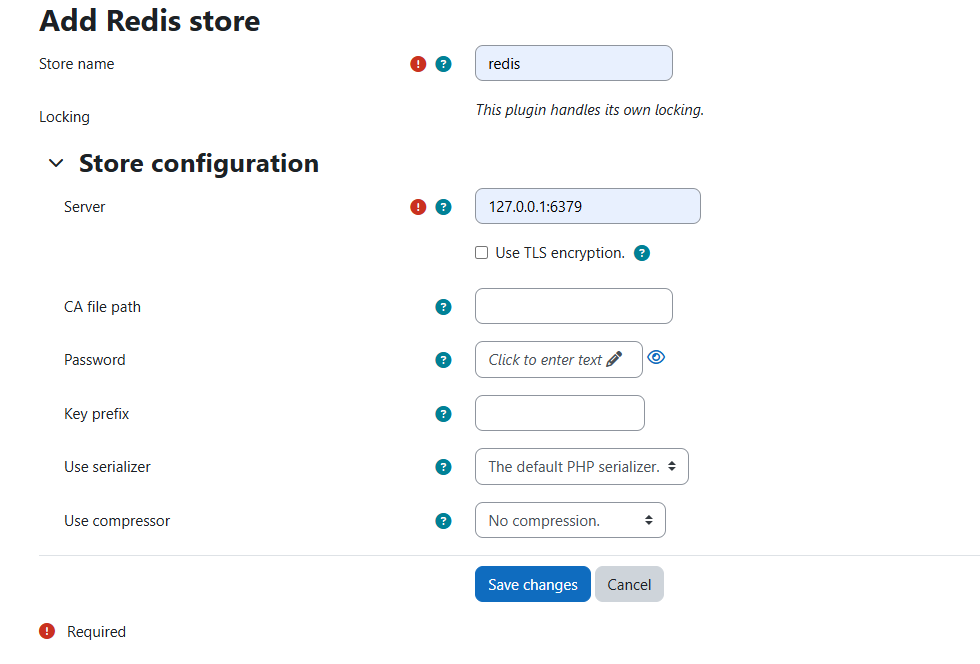 Add Redis store
Store name ! ? redis
Locking This plugin handles its own locking.
Store configuration
Server ! ? 127.0.0.1:6379
Use TLS encryption. ?
CA file path ?
Password ? Click to enter text
Key prefix ?
Use serializer ? The default PHP serializer.
Use compressor ? No compression.
Save changes Cancel
! Required